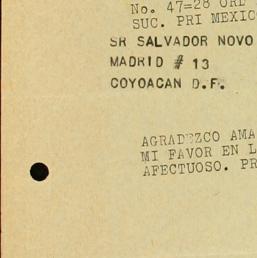 No. 47=28 ORD
SUC. PRI MEXIC
SR SALVADOR NOVO
MADRID # 13
COYOACAN D.F.
AGRADEZCO AMA
MI FAVOR EN L
AFECTUOSO. PR